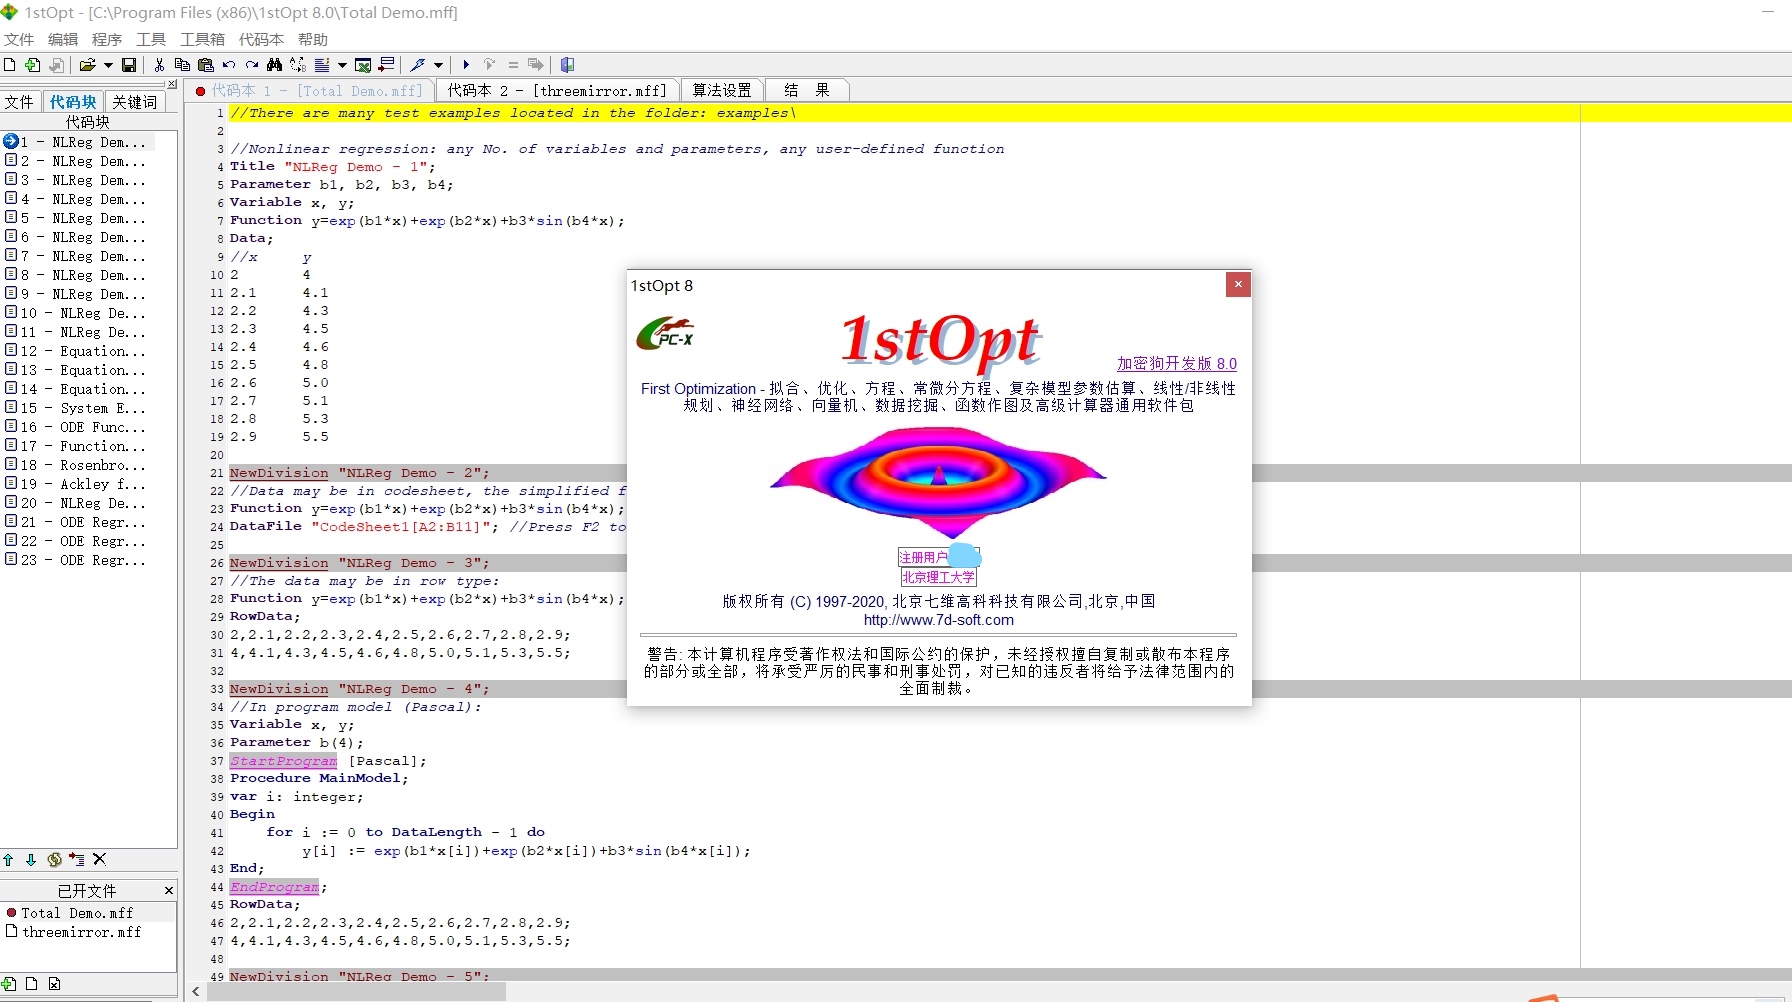 1stOpt - [C:\Program Files (x86)\1stOpt 8.0\Total Demo.mff]
文件 编辑 程序 工具 工具箱 代码本 帮助
文件 代码块 关键词
代码块
1 - NLReg Dem...
2 - NLReg Dem...
3 - NLReg Dem...
4 - NLReg Dem...
5 - NLReg Dem...
6 - NLReg Dem...
7 - NLReg Dem...
8 - NLReg Dem...
9 - NLReg Dem...
10 - NLReg De...
11 - NLReg De...
12 - Equation...
13 - Equation...
14 - Equation...
15 - System E...
16 - ODE Func...
17 - Function...
18 - Rosenbro...
19 - Ackley f...
20 - NLReg De...
21 - ODE Regr...
22 - ODE Regr...
23 - ODE Regr...
已开文件
Total Demo.mff
threemirror.mff
代码本 1 - [Total Demo.mff] 代码本 2 - [threemirror.mff] 算法设置 结 果
1 //There are many test examples located in the folder: examples\
2
3 //Nonlinear regression: any No. of variables and parameters, any user-defined function
4 Title "NLReg Demo - 1";
5 Parameter b1, b2, b3, b4;
6 Variable x, y;
7 Function y=exp(b1*x)+exp(b2*x)+b3*sin(b4*x);
8 Data;
9 //x y
10 2 4
11 2.1 4.1
12 2.2 4.3
13 2.3 4.5
14 2.4 4.6
15 2.5 4.8
16 2.6 5.0
17 2.7 5.1
18 2.8 5.3
19 2.9 5.5
20
21 NewDivision "NLReg Demo - 2";
22 //Data may be in codesheet, the simplified f
23 Function y=exp(b1*x)+exp(b2*x)+b3*sin(b4*x);
24 DataFile "CodeSheet1[A2:B11]"; //Press F2 to
25
26 NewDivision "NLReg Demo - 3";
27 //The data may be in row type:
28 Function y=exp(b1*x)+exp(b2*x)+b3*sin(b4*x);
29 RowData;
30 2,2.1,2.2,2.3,2.4,2.5,2.6,2.7,2.8,2.9;
31 4,4.1,4.3,4.5,4.6,4.8,5.0,5.1,5.3,5.5;
32
33 NewDivision "NLReg Demo - 4";
34 //In program model (Pascal):
35 Variable x, y;
36 Parameter b(4);
37 StartProgram [Pascal];
38 Procedure MainModel;
39 var i: integer;
40 Begin
41 for i := 0 to DataLength - 1 do
42 y[i] := exp(b1*x[i])+exp(b2*x[i])+b3*sin(b4*x[i]);
43 End;
44 EndProgram;
45 RowData;
46 2,2.1,2.2,2.3,2.4,2.5,2.6,2.7,2.8,2.9;
47 4,4.1,4.3,4.5,4.6,4.8,5.0,5.1,5.3,5.5;
48
49 NewDivision "NLReg Demo - 5";
1stOpt 8
CPC-X
1stOpt
加密狗开发版 8.0
First Optimization - 拟合、优化、方程、常微分方程、复杂模型参数估算、线性/非线性
规划、神经网络、向量机、数据挖掘、函数作图及高级计算器通用软件包
注册用户
北京理工大学
版权所有 (C) 1997-2020, 北京七维高科科技有限公司,北京,中国
http://www.7d-soft.com
警告: 本计算机程序受著作权法和国际公约的保护，未经授权擅自复制或散布本程序
的部分或全部，将承受严厉的民事和刑事处罚，对已知的违反者将给予法律范围内的
全面制裁。